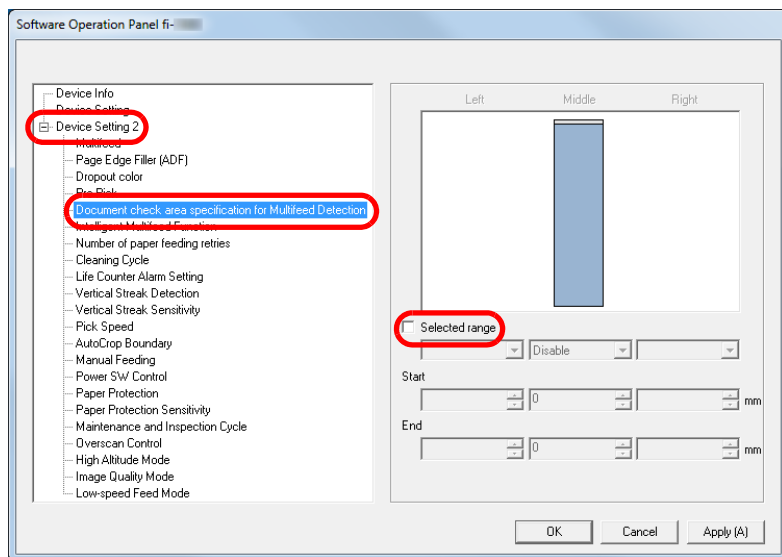 Software Operation Panel fi-
Device Info
Device Setting
Device Setting 2
Multifeed
Page Edge Filler (ADF)
Dropout color
Pre Pick
Document check area specification for Multifeed Detection
Intelligent Multifeed Function
Number of paper feeding retries
Cleaning Cycle
Life Counter Alarm Setting
Vertical Streak Detection
Vertical Streak Sensitivity
Pick Speed
AutoCrop Boundary
Manual Feeding
Power SW Control
Paper Protection
Paper Protection Sensitivity
Maintenance and Inspection Cycle
Overscan Control
High Altitude Mode
Image Quality Mode
Low-speed Feed Mode
Left Middle Right
Selected range
Disable
Start
0 mm
End
0 mm
OK Cancel Apply (A)